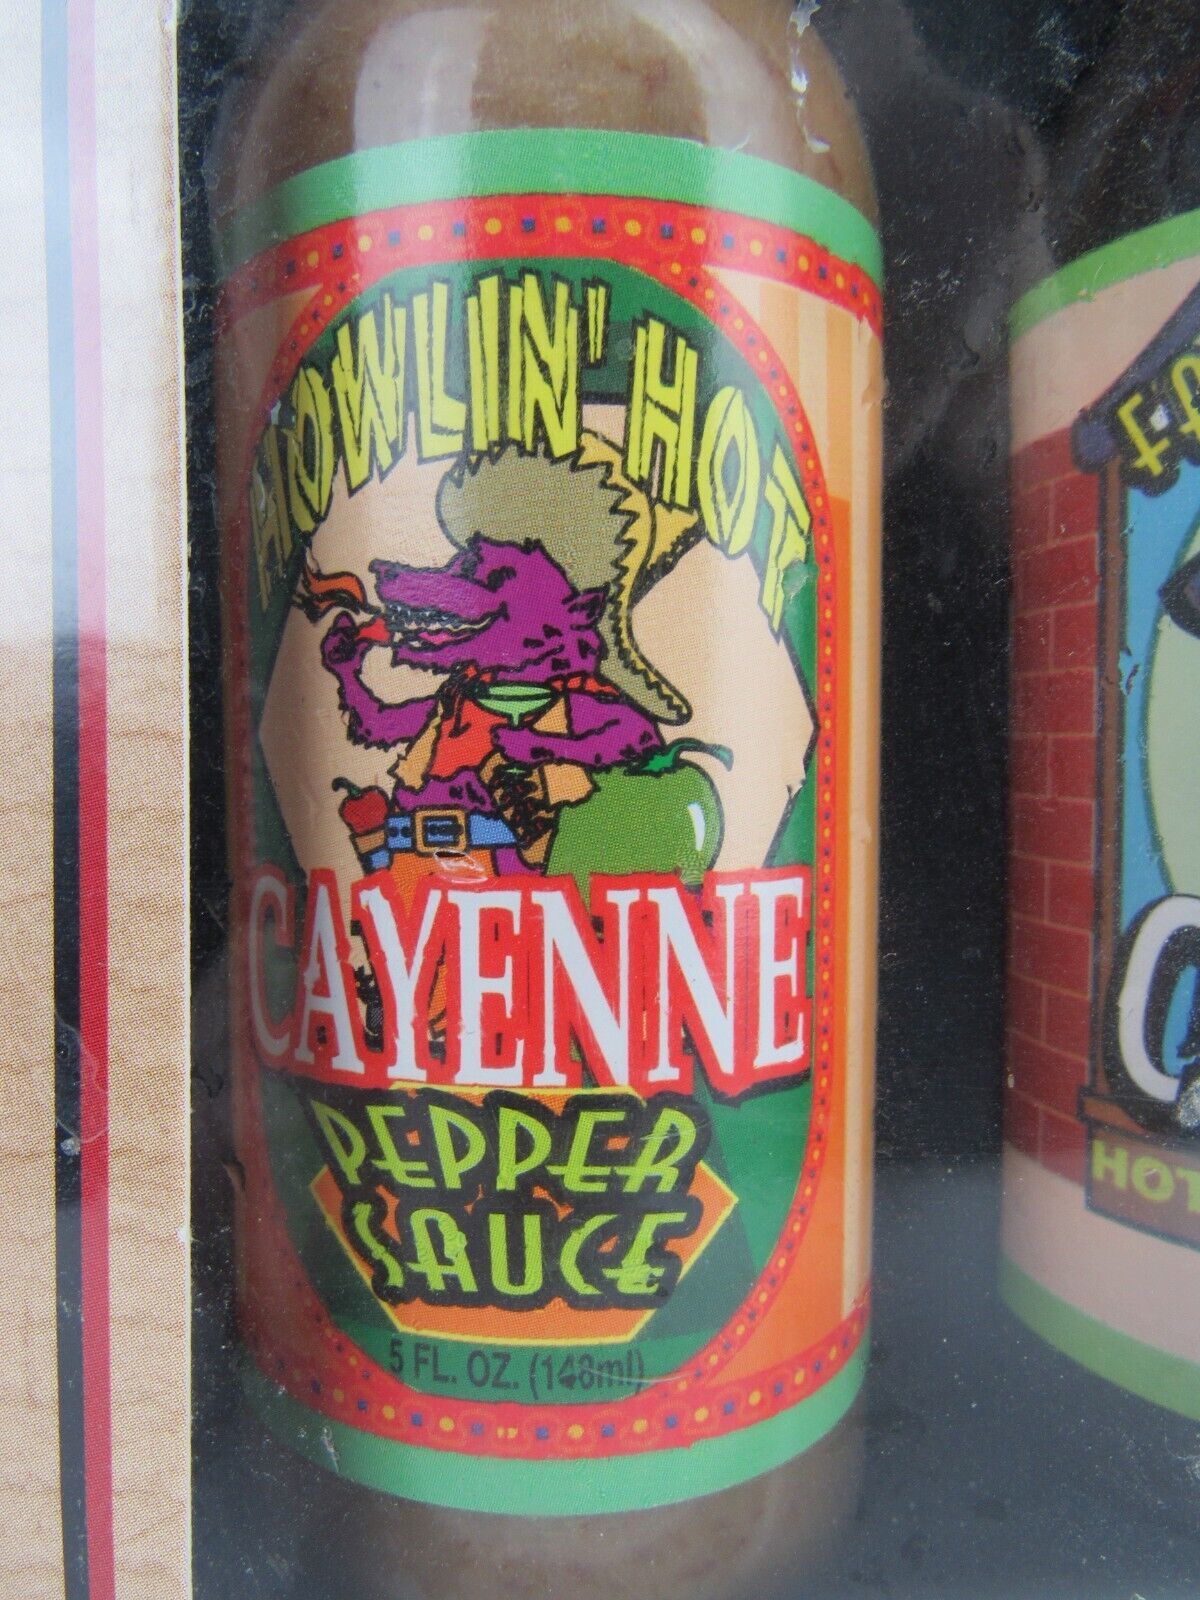 HOWLIN' HOT
CAYENNE
PEPPER
SAUCE
5 FL. OZ. (148ml)
HOT